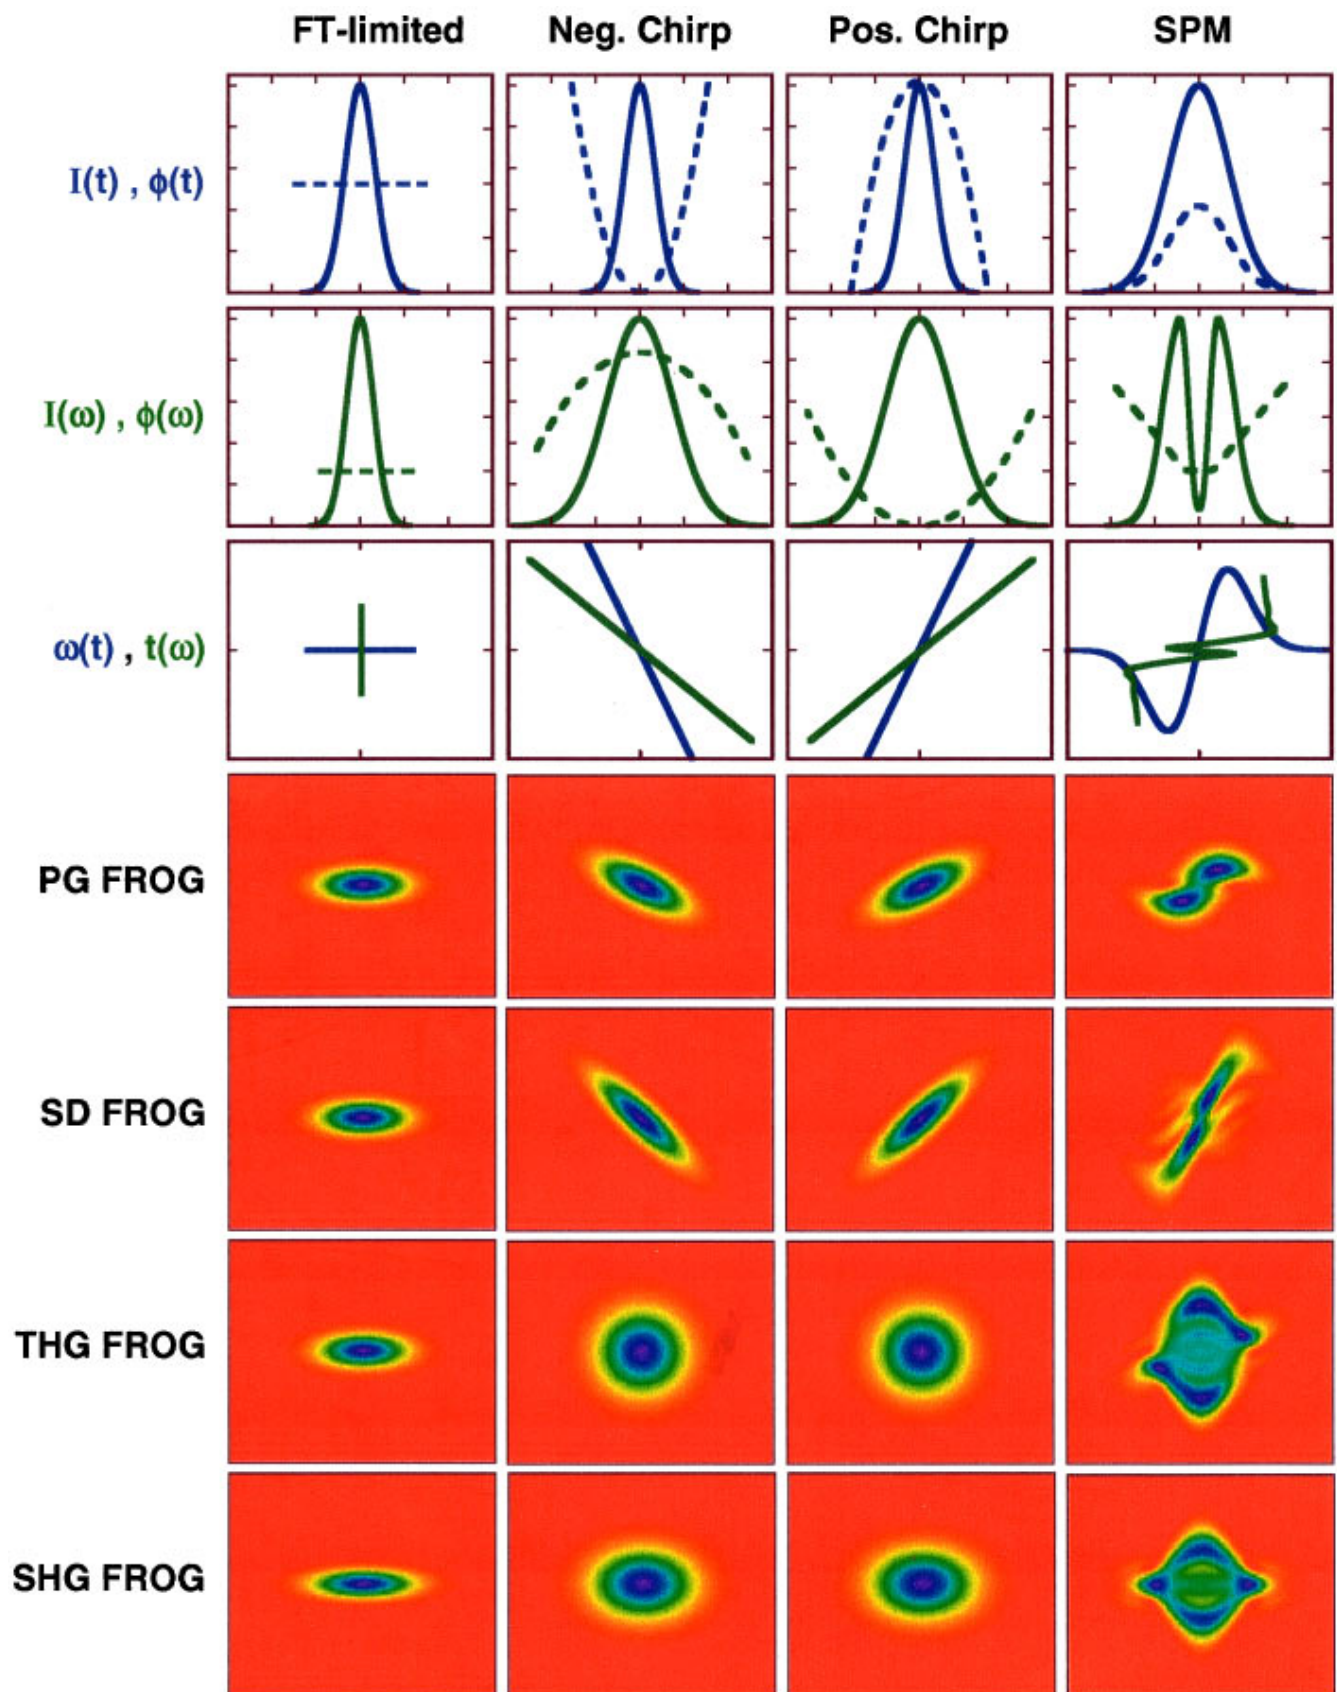 FT-limited Neg. Chirp Pos. Chirp SPM
I(t) , ϕ(t)
I(ω) , ϕ(ω)
ω(t) , t(ω)
PG FROG
SD FROG
THG FROG
SHG FROG